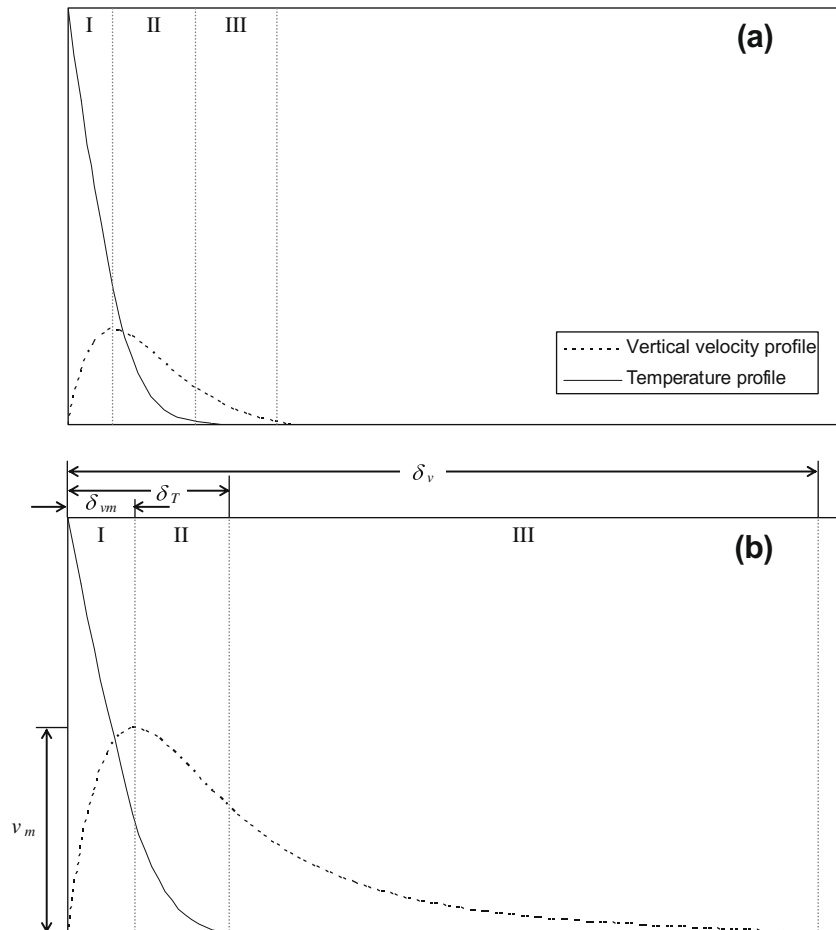 I II III (a)
Vertical velocity profile
Temperature profile
δv
δT
δvm
I II III (b)
vm